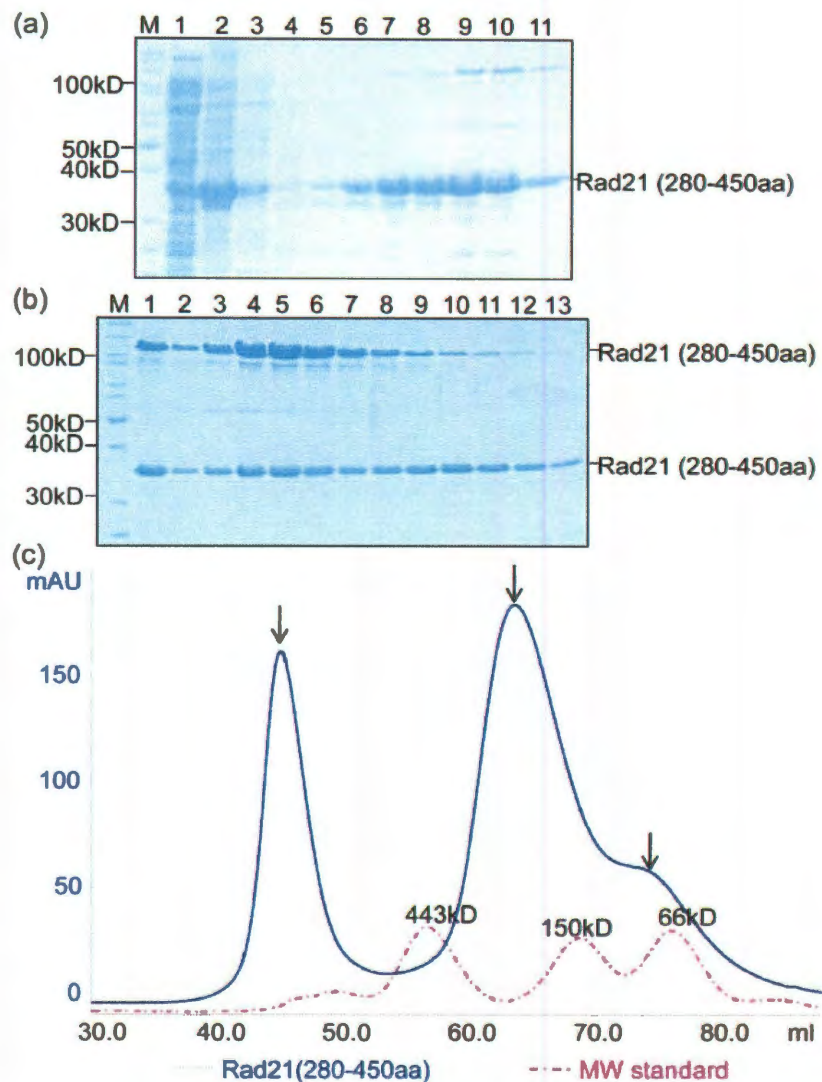 (a)
M 1 2 3 4 5 6 7 8 9 10 11
100kD
50kD
40kD
30kD
Rad21 (280-450aa)
(b)
M 1 2 3 4 5 6 7 8 9 10 11 12 13
100kD
50kD
40kD
30kD
Rad21 (280-450aa)
Rad21 (280-450aa)
(c)
mAU
150
100
50
0
443kD
150kD
66kD
30.0 40.0 50.0 60.0 70.0 80.0 ml
Rad21(280-450aa) MW standard